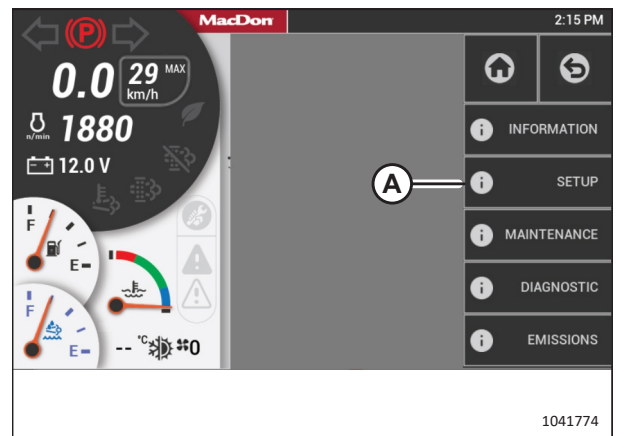 MacDon
2:15 PM
P
0.0 29 MAX
km/h
n/min 1880
12.0 V
INFORMATION
A
SETUP
MAINTENANCE
DIAGNOSTIC
EMISSIONS
F
E
F
E
-- °C 0
1041774